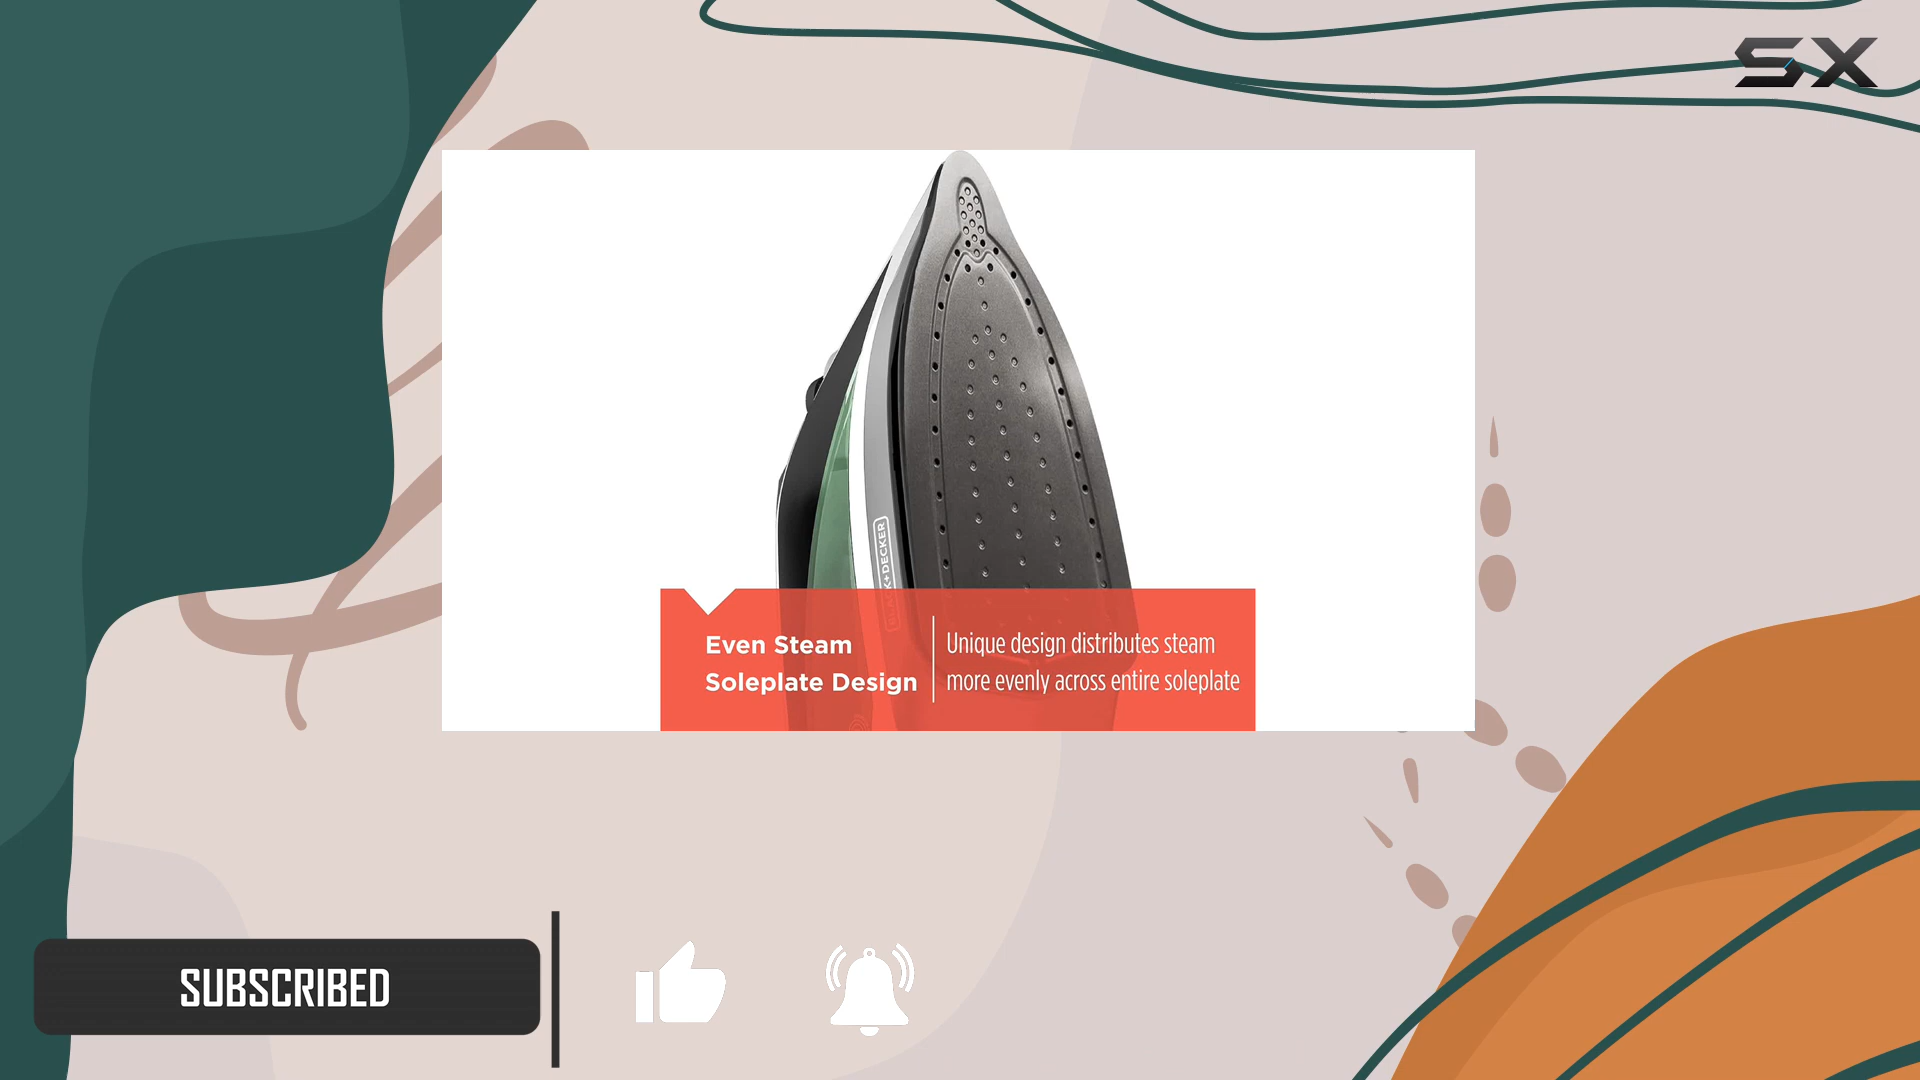 SX
BLACK+DECKER
Even Steam
Soleplate Design
Unique design distributes steam
more evenly across entire soleplate
SUBSCRIBED